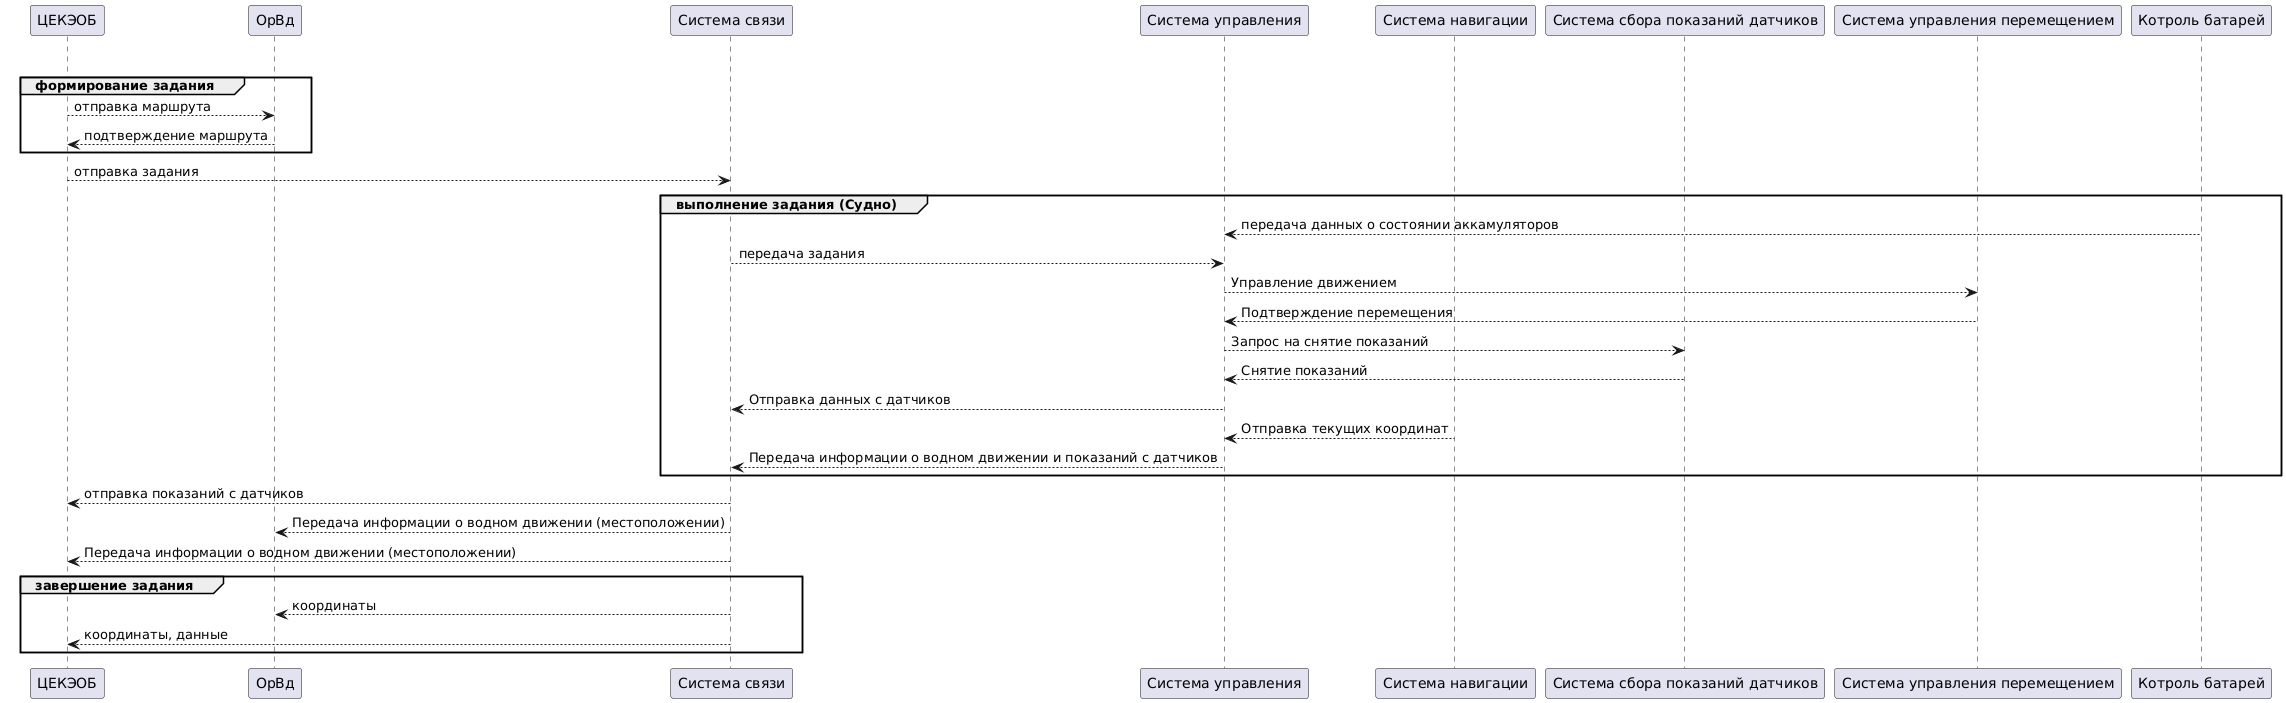 ЦЕКЭОБ
ОрВд
Система связи
Система управления
Система навигации
Система сбора показаний датчиков
Система управления перемещением
Котроль батарей
формирование задания
отправка маршрута
подтверждение маршрута
отправка задания
выполнение задания (Судно)
передача данных о состоянии аккамуляторов
передача задания
Управление движением
Подтверждение перемещения
Запрос на снятие показаний
Снятие показаний
Отправка данных с датчиков
Отправка текущих координат
Передача информации о водном движении и показаний с датчиков
отправка показаний с датчиков
Передача информации о водном движении (местоположении)
Передача информации о водном движении (местоположении)
завершение задания
координаты
координаты, данные
ЦЕКЭОБ
ОрВд
Система связи
Система управления
Система навигации
Система сбора показаний датчиков
Система управления перемещением
Котроль батарей